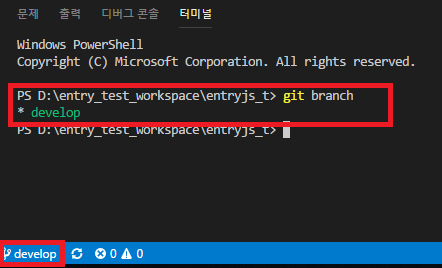 문제 출력 디버그 콘솔 터미널
Windows PowerShell
Copyright (C) Microsoft Corporation. All rights reserved.
PS D:\entry_test_workspace\entryjs_t> git branch
* develop
PS D:\entry_test_workspace\entryjs_t>
develop 0 0